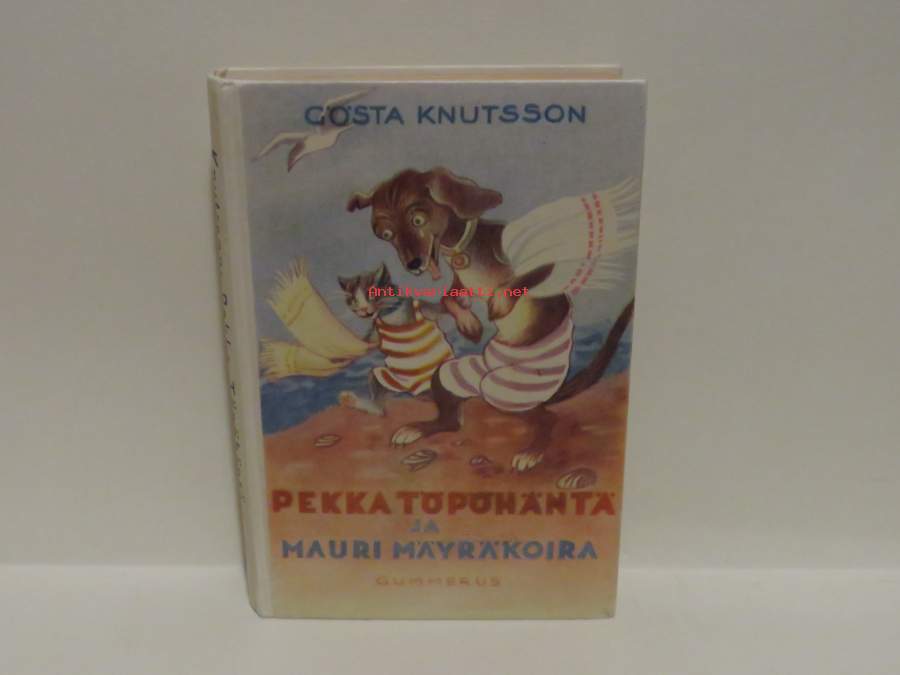 GÖSTA KNUTSSON
Antikvariaatti.net
PEKKA TÖPÖHÄNTÄ
JA
MAURI MÄYRÄKOIRA
GUMMERUS